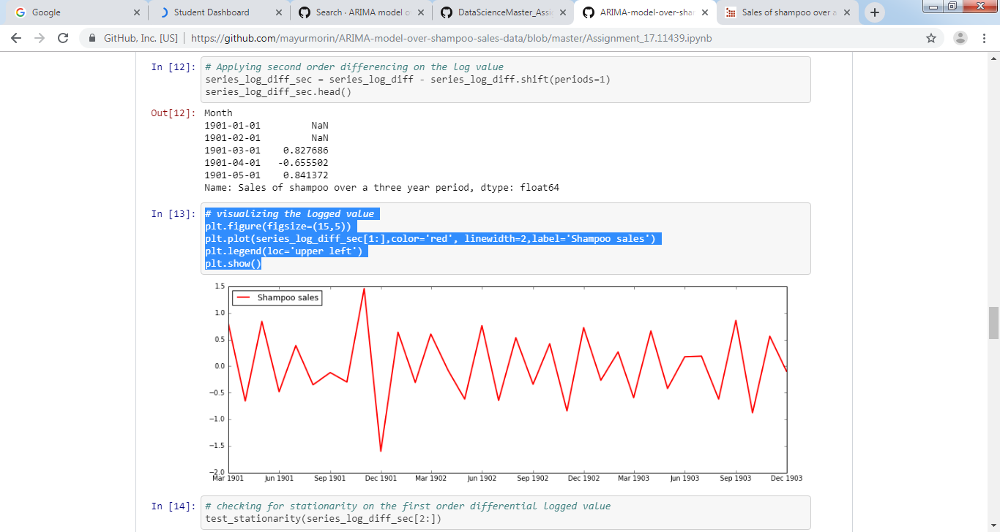 Google
Student Dashboard
Search · ARIMA model o
DataScienceMaster_Assi
ARIMA-model-over-sha
Sales of shampoo over a
GitHub, Inc. [US] | https://github.com/mayurmorin/ARIMA-model-over-shampoo-sales-data/blob/master/Assignment_17.11439.ipynb
In [12]: # Applying second order differencing on the log value
series_log_diff_sec = series_log_diff - series_log_diff.shift(periods=1)
series_log_diff_sec.head()
Out[12]: Month
1901-01-01 NaN
1901-02-01 NaN
1901-03-01 0.827686
1901-04-01 -0.655502
1901-05-01 0.841372
Name: Sales of shampoo over a three year period, dtype: float64
In [13]: # visualizing the logged value
plt.figure(figsize=(15,5))
plt.plot(series_log_diff_sec[1:],color='red', linewidth=2,label='Shampoo sales')
plt.legend(loc='upper left')
plt.show()
1.5
Shampoo sales
1.0
0.5
0.0
−0.5
−1.0
−1.5
−2.0
Mar 1901 Jun 1901 Sep 1901 Dec 1901 Mar 1902 Jun 1902 Sep 1902 Dec 1902 Mar 1903 Jun 1903 Sep 1903 Dec 1903
In [14]: # checking for stationarity on the first order differential logged value
test_stationarity(series_log_diff_sec[2:])